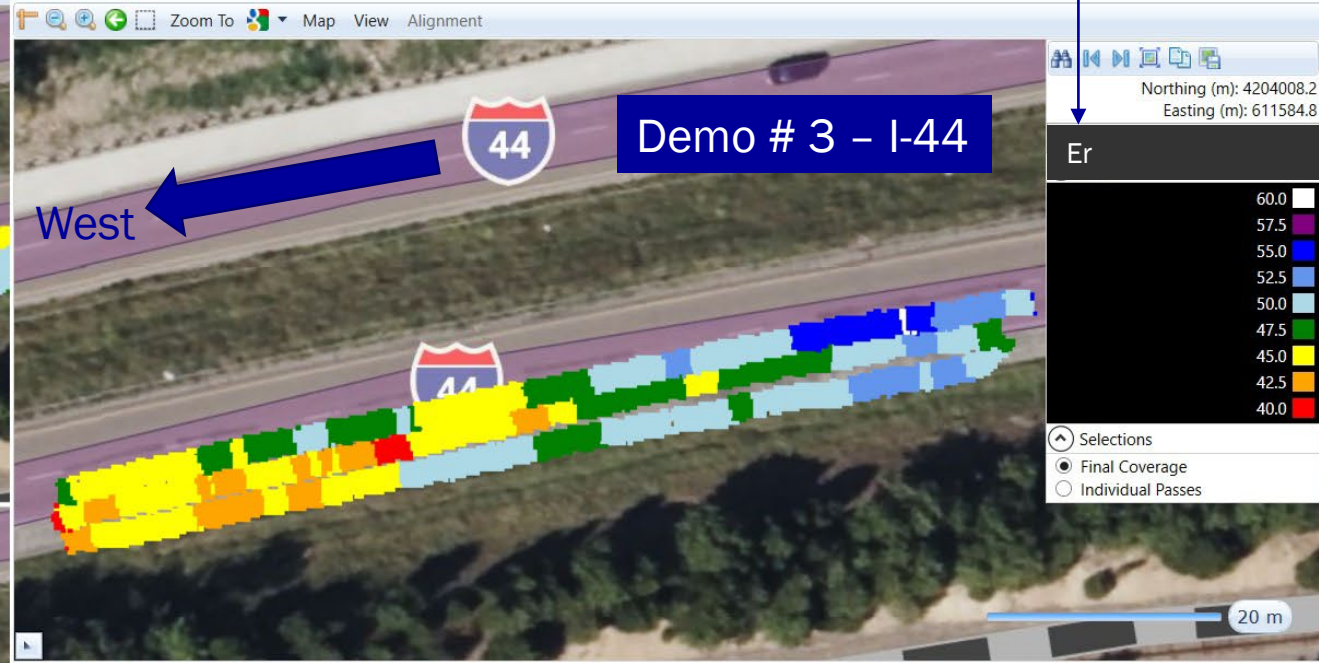 Zoom To Map View Alignment
44
Demo # 3 – I-44
West
44
20 m
Northing (m): 4204008.2
Easting (m): 611584.8
Er
60.0
57.5
55.0
52.5
50.0
47.5
45.0
42.5
40.0
Selections
Final Coverage
Individual Passes